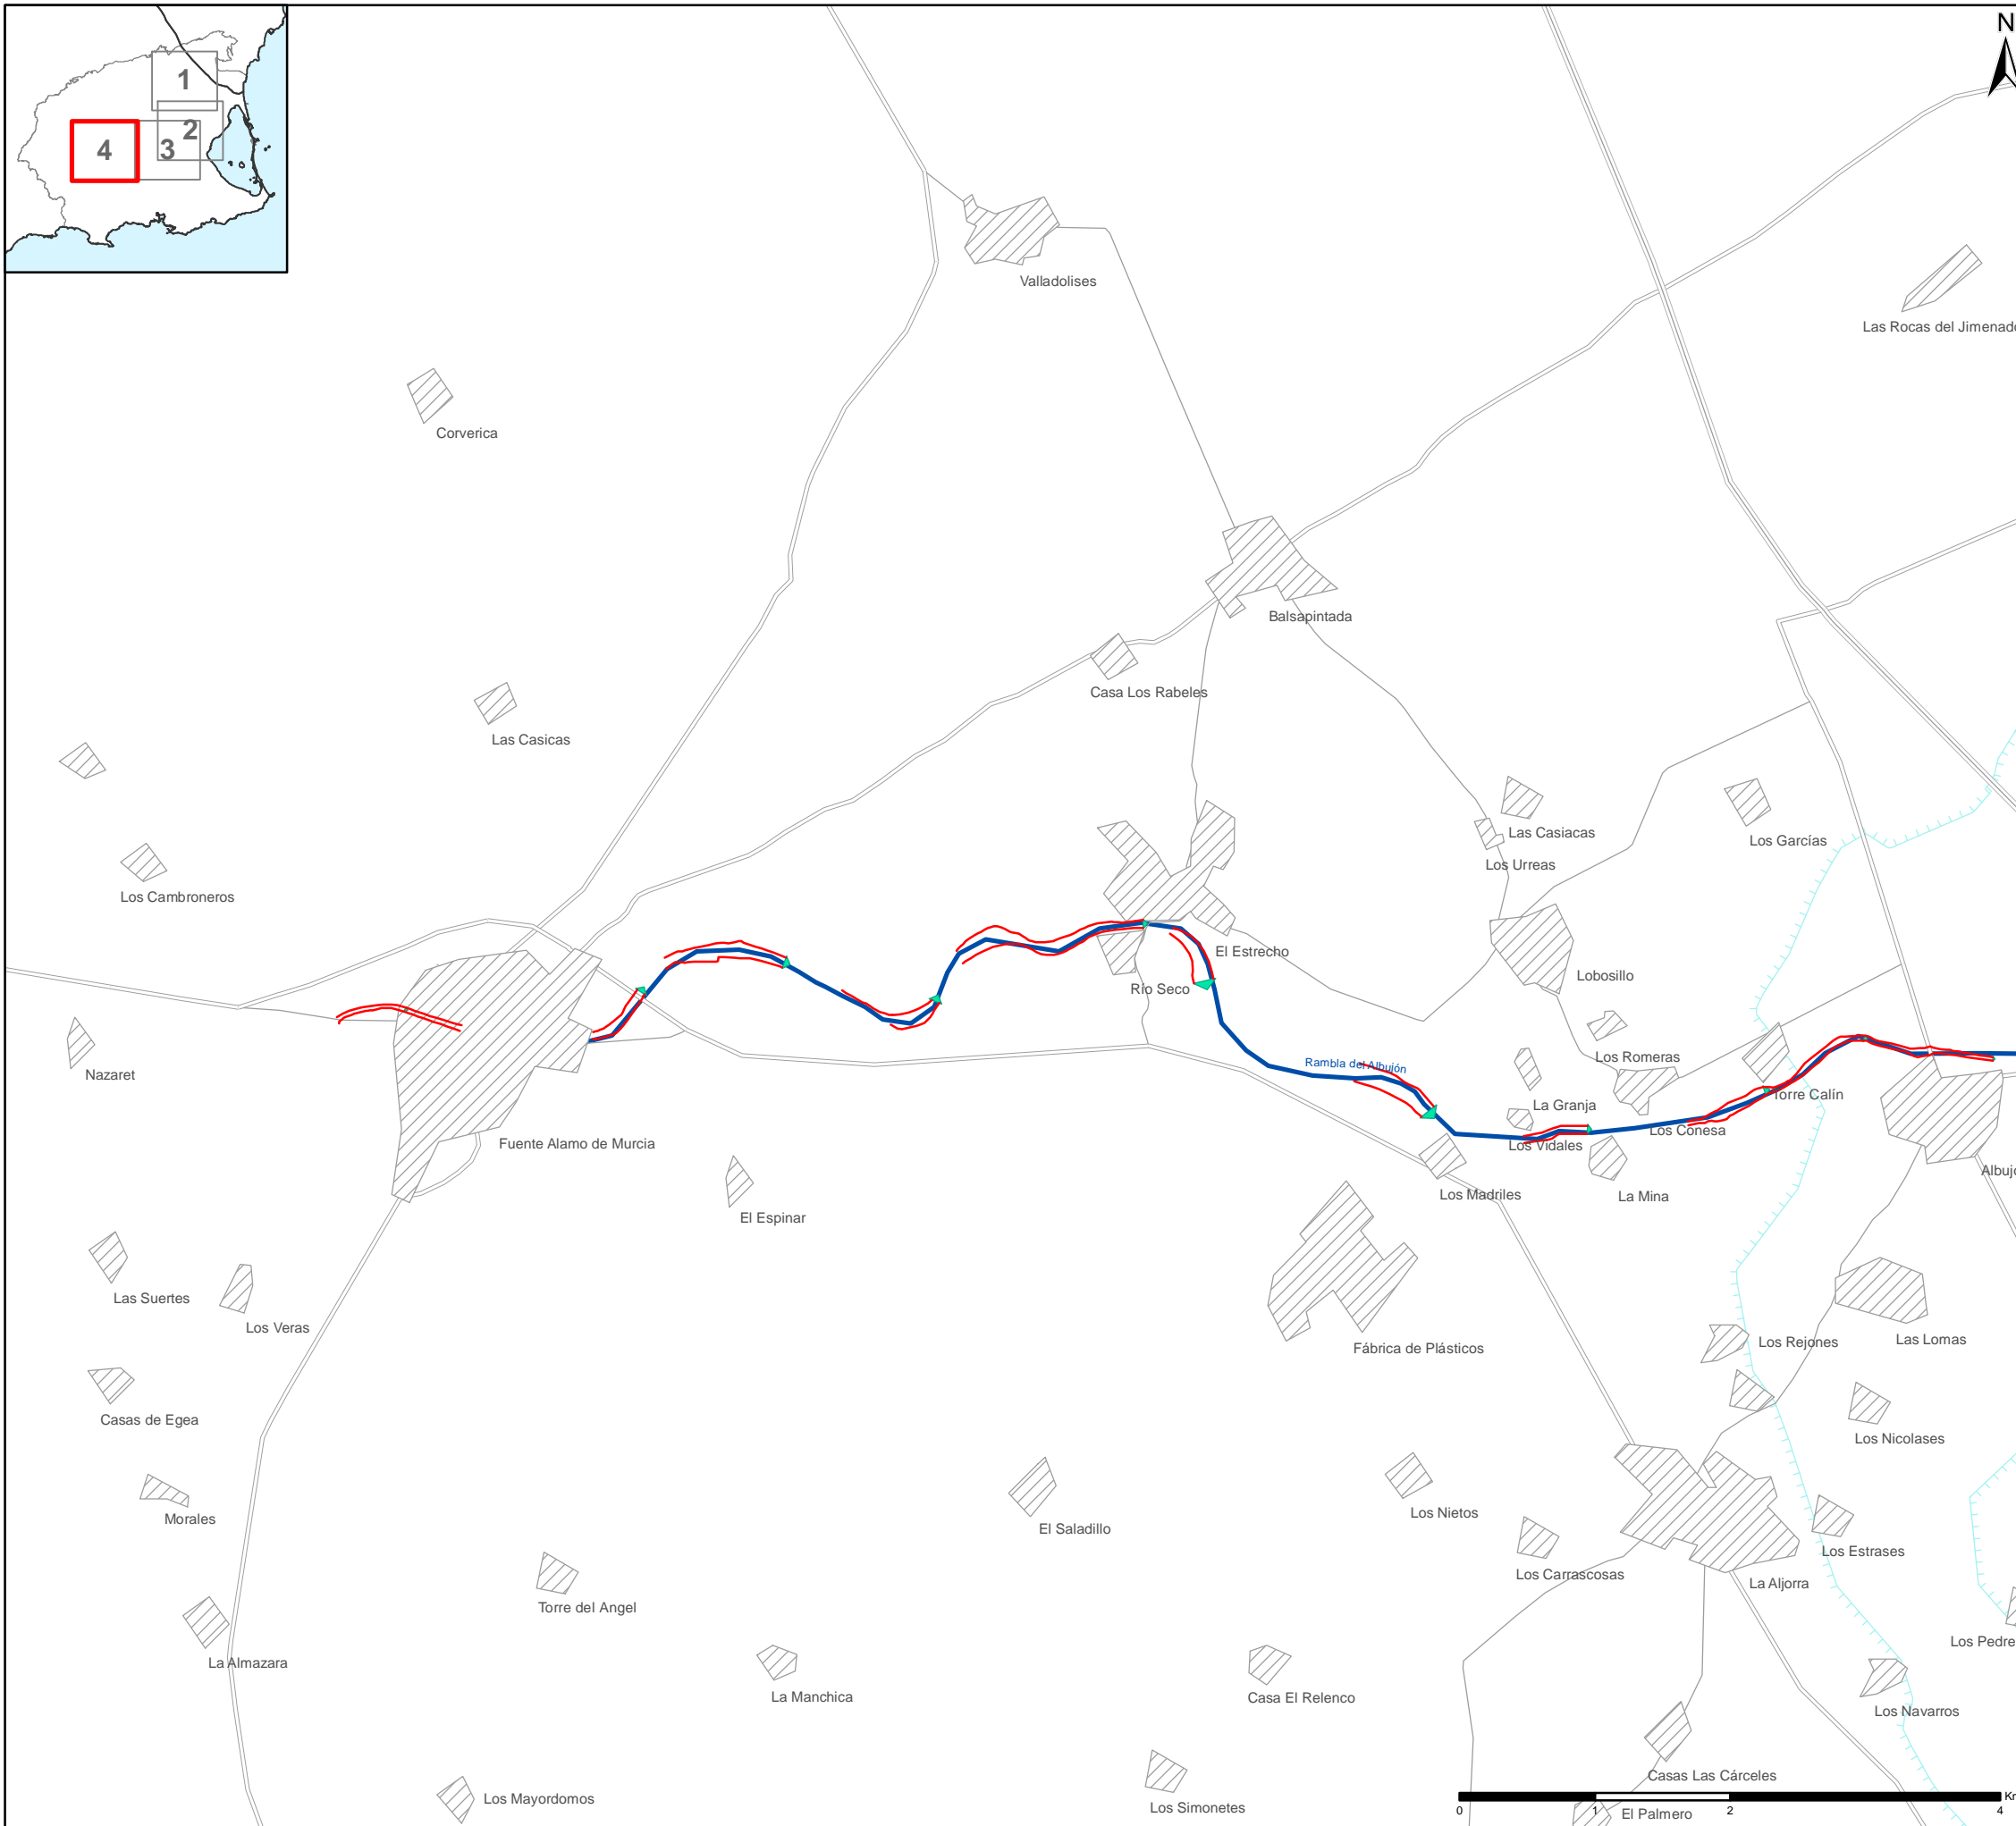 N
1
2
4
3
Valladolises
Las Rocas del Jimenado
Corverica
Balsapintada
Casa Los Rabeles
Las Casicas
Las Casiacas
Los Garcías
Los Urreas
Los Cambroneros
El Estrecho
Lobosillo
Río Seco
Los Romeras
Rambla del Albujón
Nazaret
Torre Calín
La Granja
Los Conesa
Fuente Alamo de Murcia
Los Vidales
Albujó
Los Madriles
La Mina
El Espinar
Las Suertes
Los Veras
Los Rejones
Las Lomas
Fábrica de Plásticos
Casas de Egea
Los Nicolases
Los Nietos
Morales
El Saladillo
Los Estrases
Los Carrascosas
La Aljorra
Torre del Angel
Los Pedre
La Almazara
La Manchica
Casa El Relenco
Los Navarros
Casas Las Cárceles
Los Mayordomos
Los Simonetes
El Palmero
0 1 2 4 Km